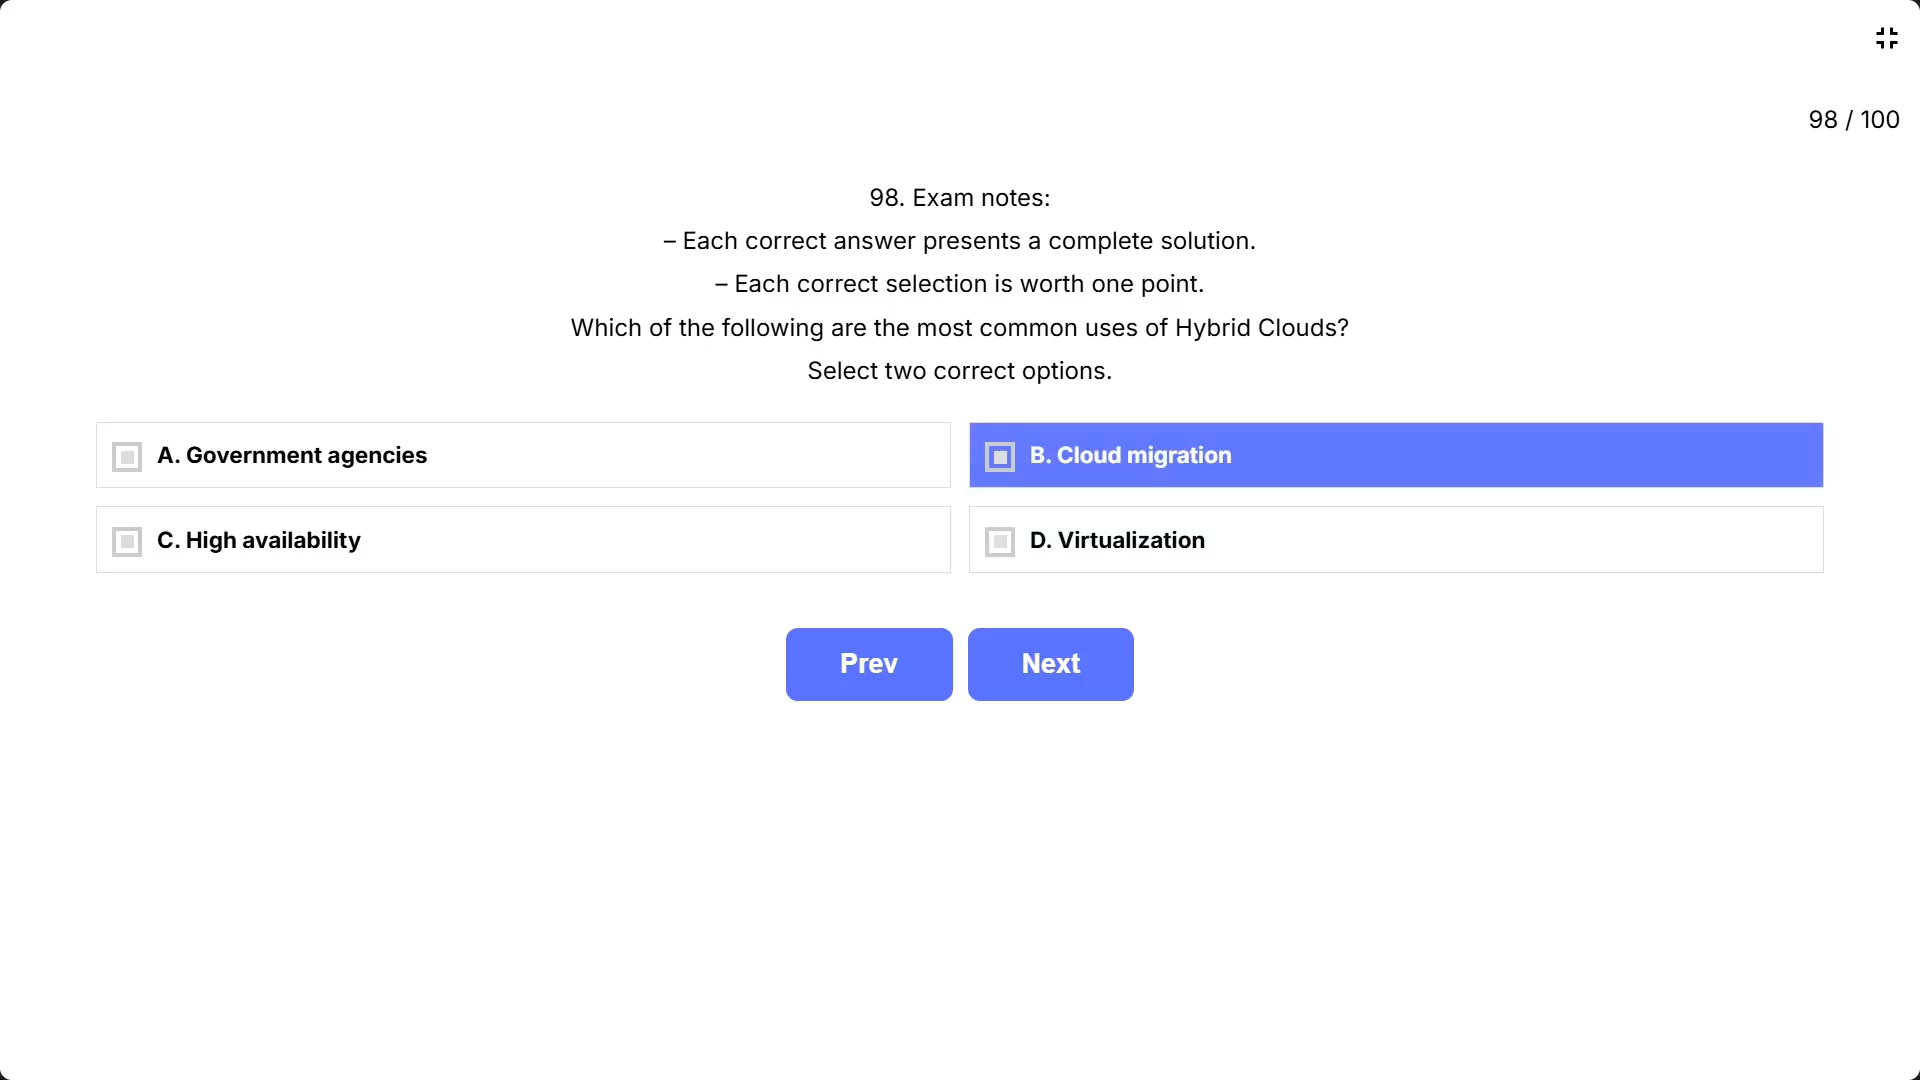 98 / 100
98. Exam notes:
– Each correct answer presents a complete solution.
– Each correct selection is worth one point.
Which of the following are the most common uses of Hybrid Clouds?
Select two correct options.
A. Government agencies
B. Cloud migration
C. High availability
D. Virtualization
Prev
Next